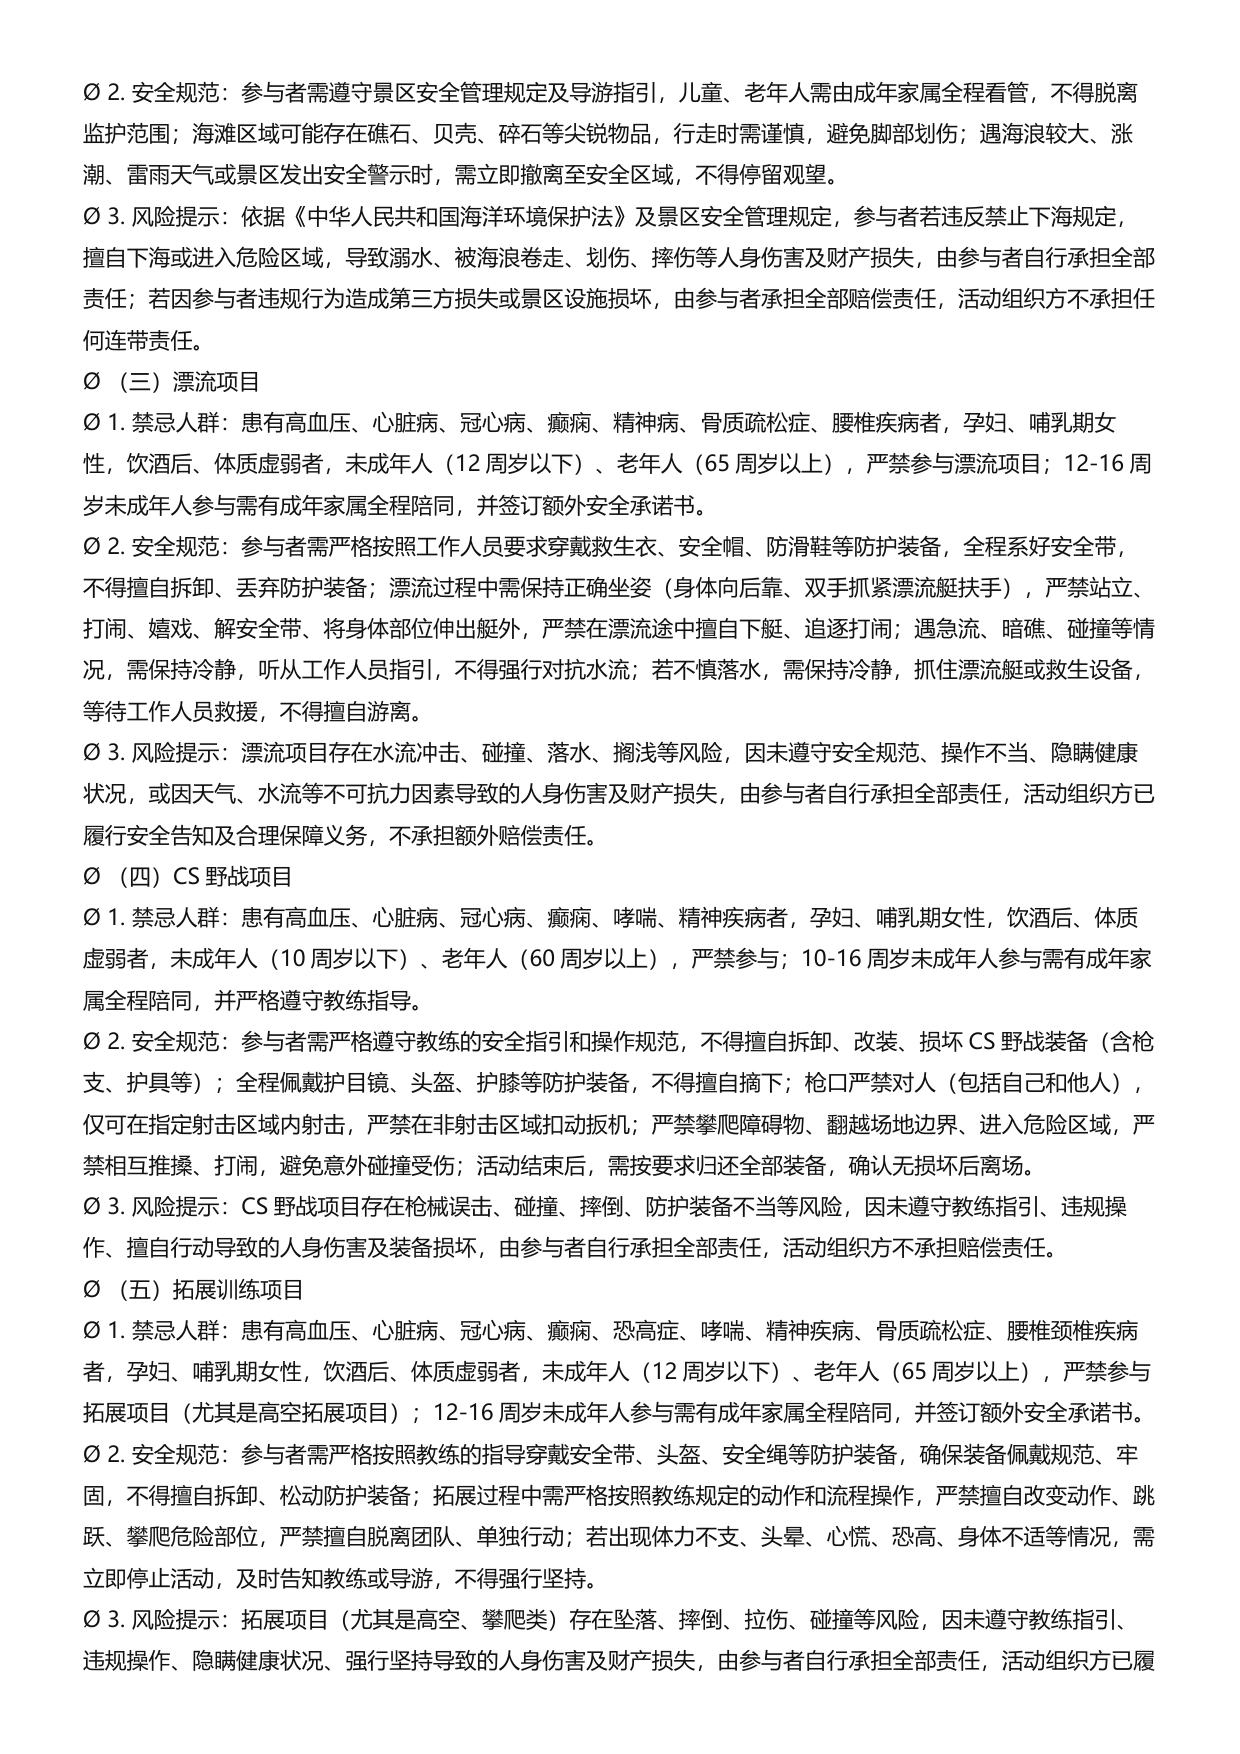 Ø 2. 安全规范：参与者需遵守景区安全管理规定及导游指引，儿童、老年人需由成年家属全程看管，不得脱离
监护范围；海滩区域可能存在礁石、贝壳、碎石等尖锐物品，行走时需谨慎，避免脚部划伤；遇海浪较大、涨
潮、雷雨天气或景区发出安全警示时，需立即撤离至安全区域，不得停留观望。
Ø 3. 风险提示：依据《中华人民共和国海洋环境保护法》及景区安全管理规定，参与者若违反禁止下海规定，
擅自下海或进入危险区域，导致溺水、被海浪卷走、划伤、摔伤等人身伤害及财产损失，由参与者自行承担全部
责任；若因参与者违规行为造成第三方损失或景区设施损坏，由参与者承担全部赔偿责任，活动组织方不承担任
何连带责任。
Ø （三）漂流项目
Ø 1. 禁忌人群：患有高血压、心脏病、冠心病、癫痫、精神病、骨质疏松症、腰椎疾病者，孕妇、哺乳期女
性，饮酒后、体质虚弱者，未成年人（12 周岁以下）、老年人（65 周岁以上），严禁参与漂流项目；12-16 周
岁未成年人参与需有成年家属全程陪同，并签订额外安全承诺书。
Ø 2. 安全规范：参与者需严格按照工作人员要求穿戴救生衣、安全帽、防滑鞋等防护装备，全程系好安全带，
不得擅自拆卸、丢弃防护装备；漂流过程中需保持正确坐姿（身体向后靠、双手抓紧漂流艇扶手），严禁站立、
打闹、嬉戏、解安全带、将身体部位伸出艇外，严禁在漂流途中擅自下艇、追逐打闹；遇急流、暗礁、碰撞等情
况，需保持冷静，听从工作人员指引，不得强行对抗水流；若不慎落水，需保持冷静，抓住漂流艇或救生设备，
等待工作人员救援，不得擅自游离。
Ø 3. 风险提示：漂流项目存在水流冲击、碰撞、落水、搁浅等风险，因未遵守安全规范、操作不当、隐瞒健康
状况，或因天气、水流等不可抗力因素导致的人身伤害及财产损失，由参与者自行承担全部责任，活动组织方已
履行安全告知及合理保障义务，不承担额外赔偿责任。
Ø （四）CS 野战项目
Ø 1. 禁忌人群：患有高血压、心脏病、冠心病、癫痫、哮喘、精神疾病者，孕妇、哺乳期女性，饮酒后、体质
虚弱者，未成年人（10 周岁以下）、老年人（60 周岁以上），严禁参与；10-16 周岁未成年人参与需有成年家
属全程陪同，并严格遵守教练指导。
Ø 2. 安全规范：参与者需严格遵守教练的安全指引和操作规范，不得擅自拆卸、改装、损坏 CS 野战装备（含枪
支、护具等）；全程佩戴护目镜、头盔、护膝等防护装备，不得擅自摘下；枪口严禁对人（包括自己和他人），
仅可在指定射击区域内射击，严禁在非射击区域扣动扳机；严禁攀爬障碍物、翻越场地边界、进入危险区域，严
禁相互推搡、打闹，避免意外碰撞受伤；活动结束后，需按要求归还全部装备，确认无损坏后离场。
Ø 3. 风险提示：CS 野战项目存在枪械误击、碰撞、摔倒、防护装备不当等风险，因未遵守教练指引、违规操
作、擅自行动导致的人身伤害及装备损坏，由参与者自行承担全部责任，活动组织方不承担赔偿责任。
Ø （五）拓展训练项目
Ø 1. 禁忌人群：患有高血压、心脏病、冠心病、癫痫、恐高症、哮喘、精神疾病、骨质疏松症、腰椎颈椎疾病
者，孕妇、哺乳期女性，饮酒后、体质虚弱者，未成年人（12 周岁以下）、老年人（65 周岁以上），严禁参与
拓展项目（尤其是高空拓展项目）；12-16 周岁未成年人参与需有成年家属全程陪同，并签订额外安全承诺书。
Ø 2. 安全规范：参与者需严格按照教练的指导穿戴安全带、头盔、安全绳等防护装备，确保装备佩戴规范、牢
固，不得擅自拆卸、松动防护装备；拓展过程中需严格按照教练规定的动作和流程操作，严禁擅自改变动作、跳
跃、攀爬危险部位，严禁擅自脱离团队、单独行动；若出现体力不支、头晕、心慌、恐高、身体不适等情况，需
立即停止活动，及时告知教练或导游，不得强行坚持。
Ø 3. 风险提示：拓展项目（尤其是高空、攀爬类）存在坠落、摔倒、拉伤、碰撞等风险，因未遵守教练指引、
违规操作、隐瞒健康状况、强行坚持导致的人身伤害及财产损失，由参与者自行承担全部责任，活动组织方已履